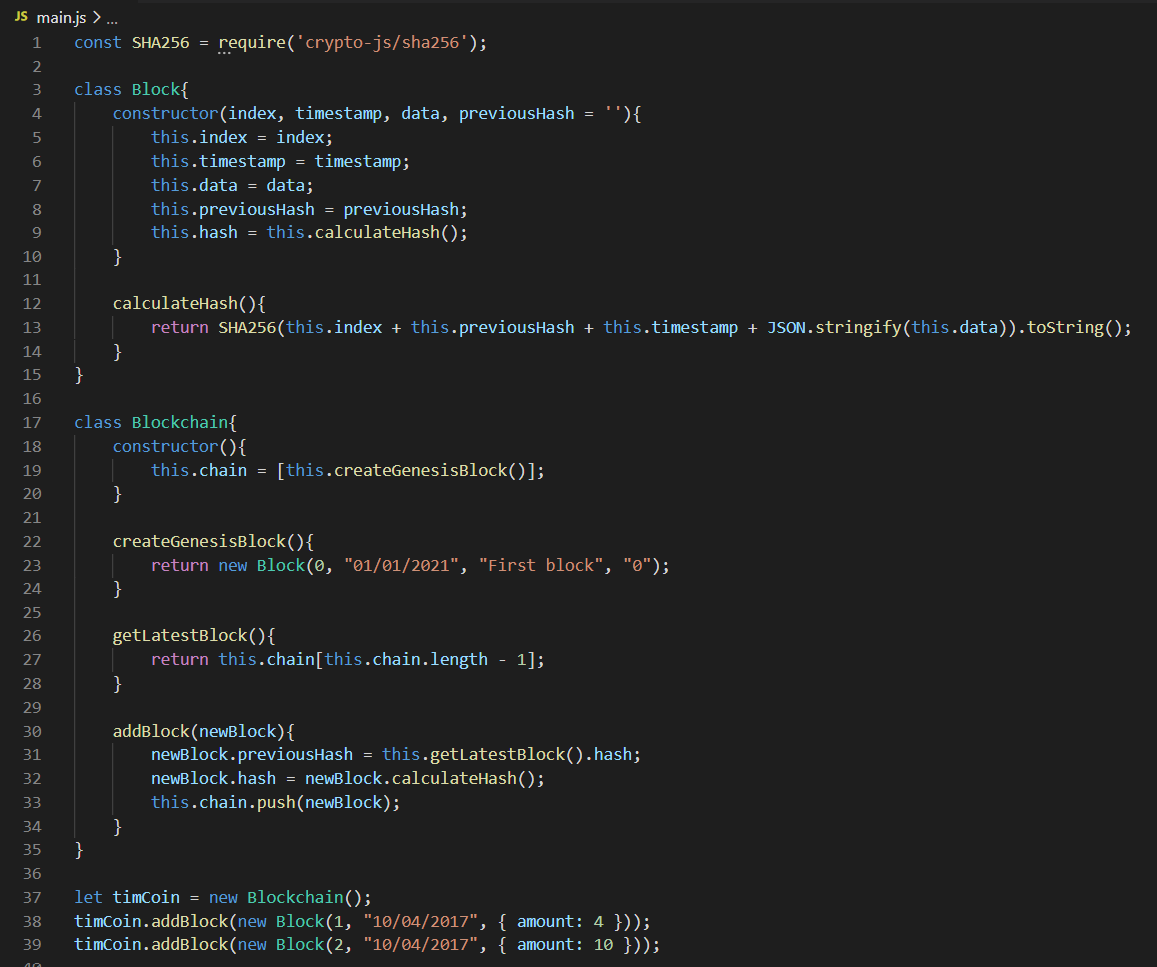 JS main.js > ...
1 const SHA256 = require('crypto-js/sha256');
2
3 class Block{
4     constructor(index, timestamp, data, previousHash = ''){
5         this.index = index;
6         this.timestamp = timestamp;
7         this.data = data;
8         this.previousHash = previousHash;
9         this.hash = this.calculateHash();
10     }
11
12     calculateHash(){
13         return SHA256(this.index + this.previousHash + this.timestamp + JSON.stringify(this.data)).toString();
14     }
15 }
16
17 class Blockchain{
18     constructor(){
19         this.chain = [this.createGenesisBlock()];
20     }
21
22     createGenesisBlock(){
23         return new Block(0, "01/01/2021", "First block", "0");
24     }
25
26     getLatestBlock(){
27         return this.chain[this.chain.length - 1];
28     }
29
30     addBlock(newBlock){
31         newBlock.previousHash = this.getLatestBlock().hash;
32         newBlock.hash = newBlock.calculateHash();
33         this.chain.push(newBlock);
34     }
35 }
36
37 let timCoin = new Blockchain();
38 timCoin.addBlock(new Block(1, "10/04/2017", { amount: 4 }));
39 timCoin.addBlock(new Block(2, "10/04/2017", { amount: 10 }));
40